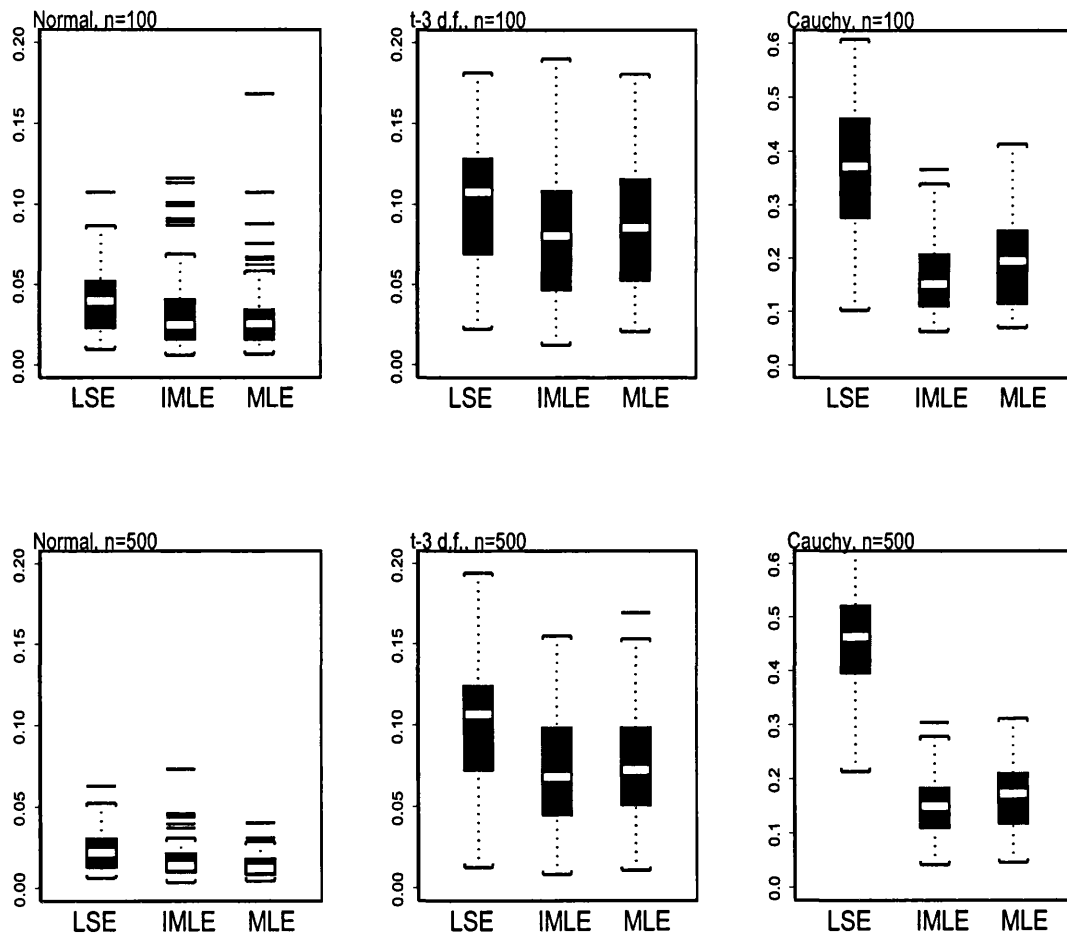 Normal, n=100
0.20
0.15
0.10
0.05
0.00
LSE IMLE MLE
t-3 d.f., n=100
0.20
0.15
0.10
0.05
0.00
LSE IMLE MLE
Cauchy, n=100
0.6
0.5
0.4
0.3
0.2
0.1
0.0
LSE IMLE MLE
Normal, n=500
0.20
0.15
0.10
0.05
0.00
LSE IMLE MLE
t-3 d.f., n=500
0.20
0.15
0.10
0.05
0.00
LSE IMLE MLE
Cauchy, n=500
0.6
0.5
0.4
0.3
0.2
0.1
0.0
LSE IMLE MLE